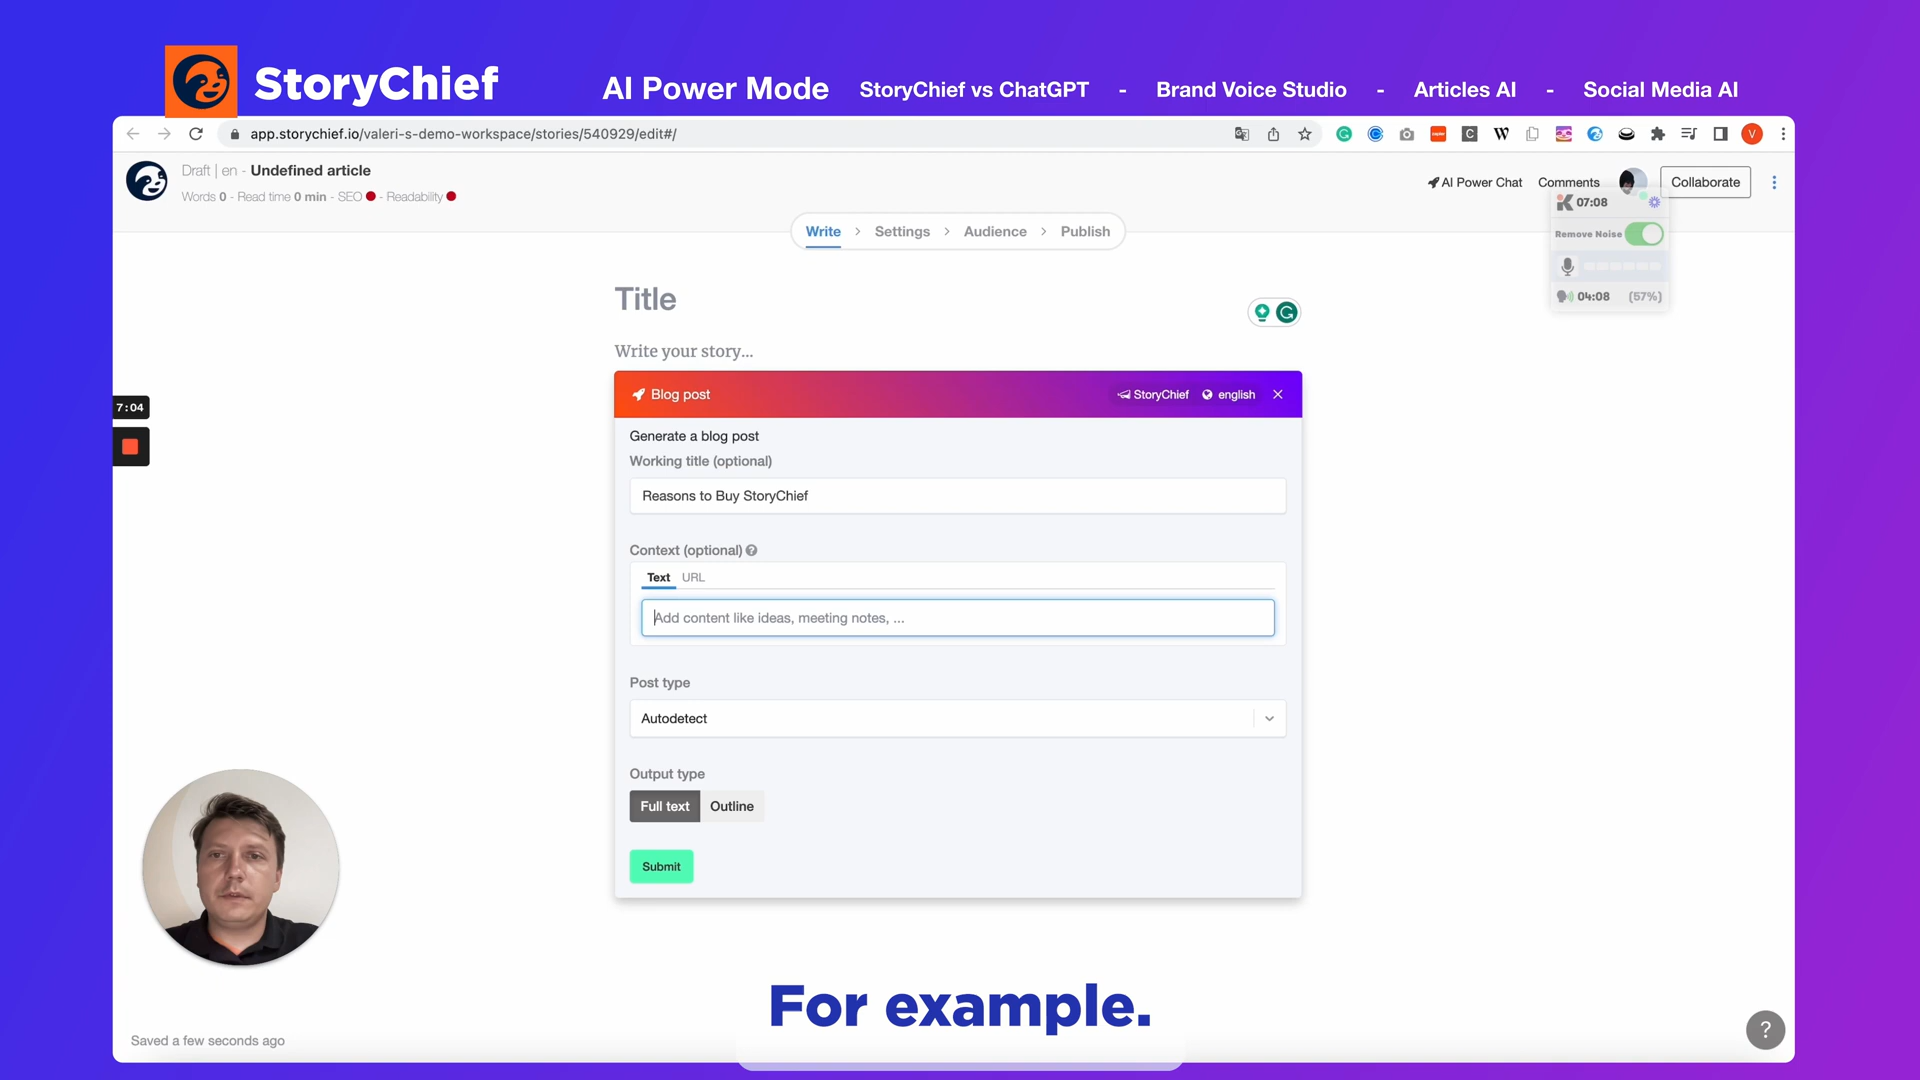 StoryChief
AI Power Mode StoryChief vs ChatGPT - Brand Voice Studio - Articles AI - Social Media AI
app.storychief.io/valeri-s-demo-workspace/stories/540929/edit#/
V
Draft | en - Undefined article
Words 0 - Read time 0 min - SEO - Readability
AI Power Chat Comments Collaborate
07:08
Remove Noise
04:08 (57%)
Write > Settings > Audience > Publish
Title
Write your story...
7:04
Blog post StoryChief english
Generate a blog post
Working title (optional)
Reasons to Buy StoryChief
Context (optional) ?
Text URL
Add content like ideas, meeting notes, ...
Post type
Autodetect
Output type
Full text Outline
Submit
For example.
Saved a few seconds ago
?